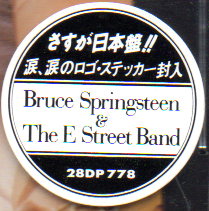 さすが日本盤!!
涙、涙のロゴ・ステッカー封入
Bruce Springsteen
&
The E Street Band
28DP 778